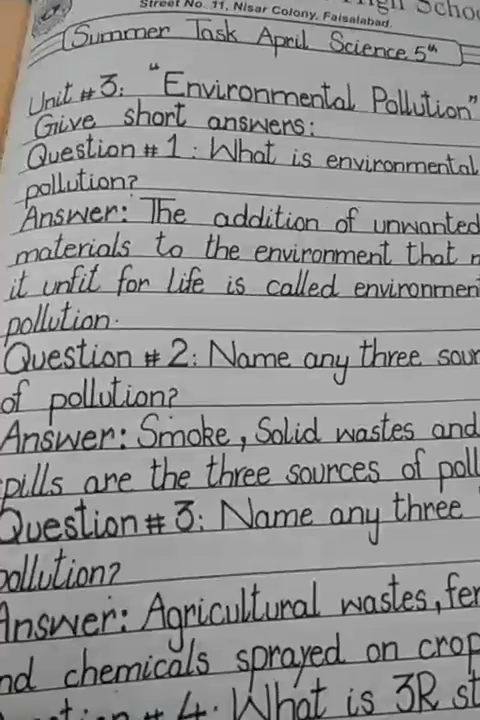 High School
Street No. 11, Nisar Colony, Faisalabad.
Summer Task April Science 5th
Unit # 3: "Environmental Pollution"
Give short answers:
Question # 1: What is environmental
pollution?
Answer: The addition of unwanted
materials to the environment that
it unfit for life is called
pollution.
Question # 2: Name any three
of pollution?
Answer: Smoke, Solid wastes and
are the three sources of
Question # 3: Name any three
pollution?
Answer: Agricultural wastes,
chemicals sprayed on
# 4: What is 3R